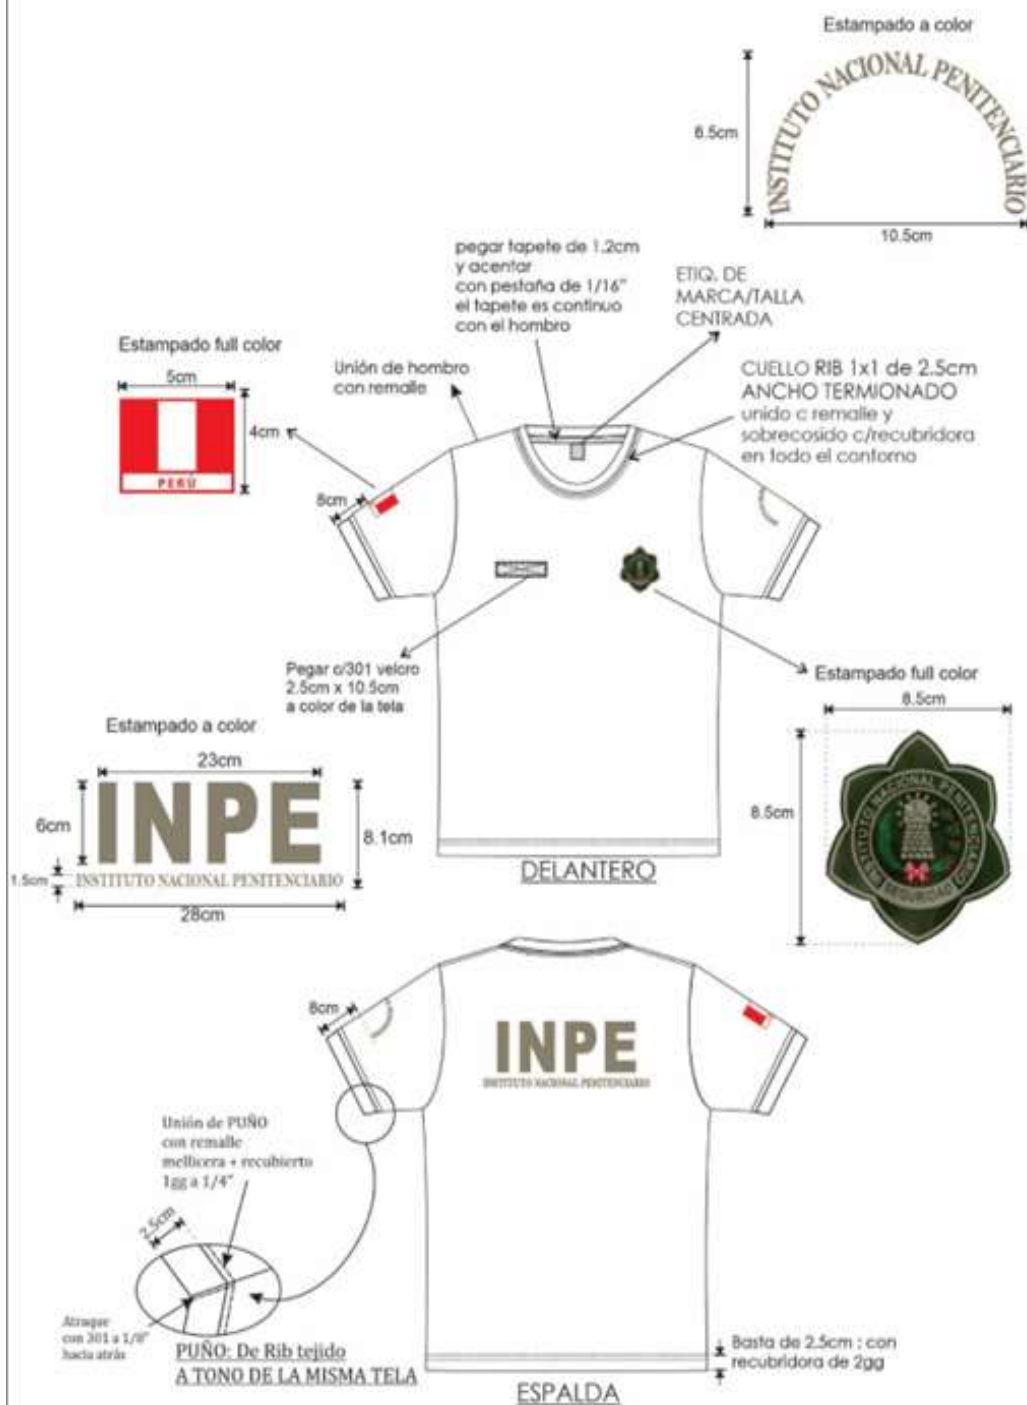 Estampado a color
INSTITUTO NACIONAL PENITENCIARIO
6.5cm
10.5cm
pegar tapete de 1.2cm
y acentar
con pestaña de 1/16"
el tapete es continuo
con el hombro
ETIQ. DE
MARCA/TALLA
CENTRADA
Estampado full color
5cm
4cm
PERÚ
Unión de hombro
con remalle
CUELLO RIB 1x1 de 2.5cm
ANCHO TERMIONADO
unido c remalle y
sobrecosido c/recubridora
en todo el contorno
8cm
Pegar c/301 velcro
2.5cm x 10.5cm
a color de la tela
Estampado full color
8.5cm
8.5cm
INSTITUTO NACIONAL PENITENCIARIO
SEGURIDAD
Estampado a color
23cm
INPE
6cm
8.1cm
1.5cm
INSTITUTO NACIONAL PENITENCIARIO
28cm
DELANTERO
8cm
INPE
INSTITUTO NACIONAL PENITENCIARIO
Unión de PUÑO
con remalle
mellicera + recubierto
1gg a 1/4"
2.5cm
Atraque
con 301 a 1/8"
hacia atrás
PUÑO: De Rib tejido
A TONO DE LA MISMA TELA
Basta de 2.5cm ; con
recubridora de 2gg
ESPALDA